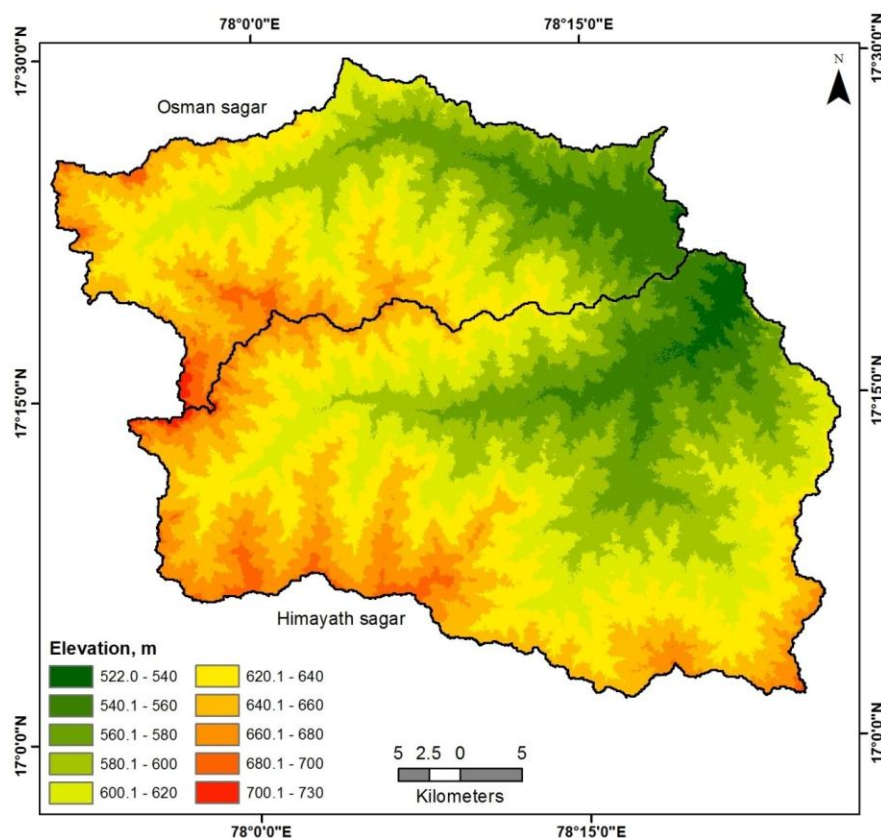 78°0'0"E
78°15'0"E
17°30'0"N
17°30'0"N
N
Osman sagar
17°15'0"N
17°15'0"N
Himayath sagar
Elevation, m
522.0 - 540
620.1 - 640
540.1 - 560
640.1 - 660
560.1 - 580
660.1 - 680
580.1 - 600
680.1 - 700
600.1 - 620
700.1 - 730
5 2.5 0 5
Kilometers
17°0'0"N
17°0'0"N
78°0'0"E
78°15'0"E